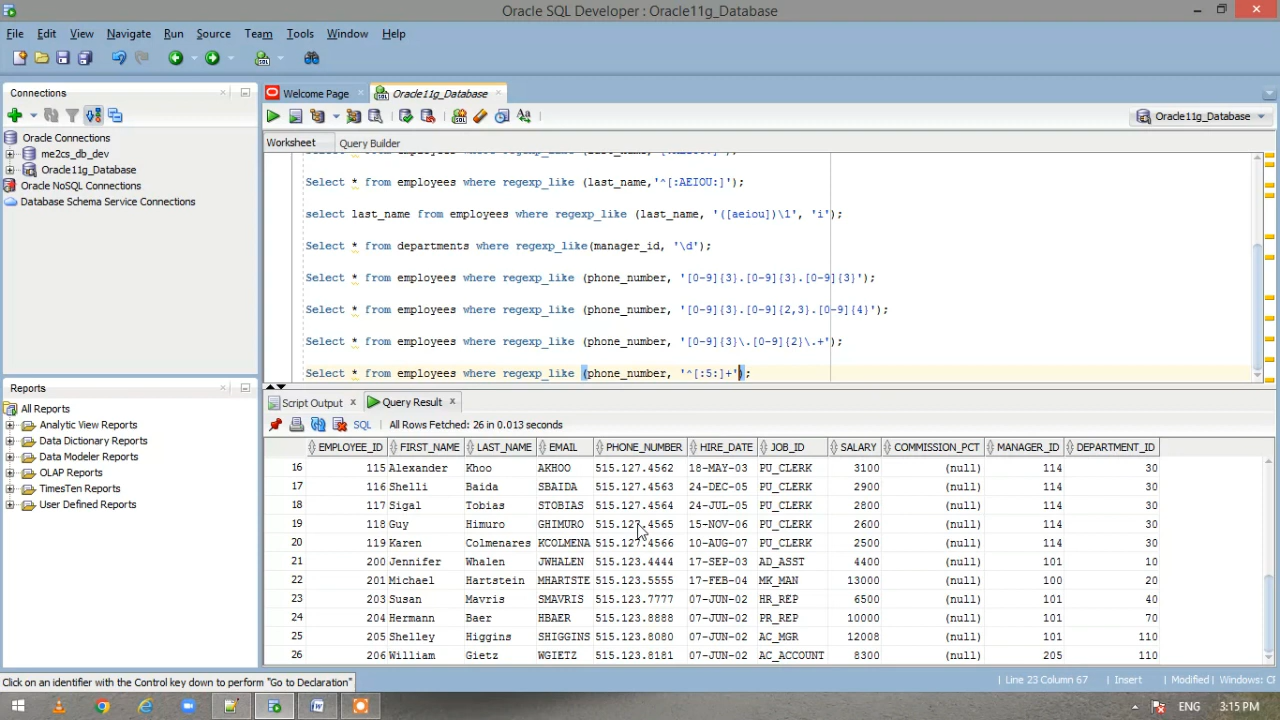 Oracle SQL Developer : Oracle11g_Database
File Edit View Navigate Run Source Team Tools Window Help
Connections
Oracle Connections
me2cs_db_dev
Oracle11g_Database
Oracle NoSQL Connections
Database Schema Service Connections
Reports
All Reports
Analytic View Reports
Data Dictionary Reports
Data Modeler Reports
OLAP Reports
TimesTen Reports
User Defined Reports
Welcome Page Oracle11g_Database
Oracle11g_Database
Worksheet Query Builder
Select * from employees where regexp_like (last_name,'^[:AEIOU:]');
select last_name from employees where regexp_like (last_name, '([aeiou])\1', 'i');
Select * from departments where regexp_like(manager_id, '\d');
Select * from employees where regexp_like (phone_number, '[0-9]{3}.[0-9]{3}.[0-9]{3}');
Select * from employees where regexp_like (phone_number, '[0-9]{3}.[0-9]{2,3}.[0-9]{4}');
Select * from employees where regexp_like (phone_number, '[0-9]{3}\.[0-9]{2}\.+');
Select * from employees where regexp_like (phone_number, '^[:5:]+');
Script Output Query Result
SQL All Rows Fetched: 26 in 0.013 seconds
EMPLOYEE_ID FIRST_NAME LAST_NAME EMAIL PHONE_NUMBER HIRE_DATE JOB_ID SALARY COMMISSION_PCT MANAGER_ID DEPARTMENT_ID
16 115 Alexander Khoo AKHOO 515.127.4562 18-MAY-03 PU_CLERK 3100 (null) 114 30
17 116 Shelli Baida SBAIDA 515.127.4563 24-DEC-05 PU_CLERK 2900 (null) 114 30
18 117 Sigal Tobias STOBIAS 515.127.4564 24-JUL-05 PU_CLERK 2800 (null) 114 30
19 118 Guy Himuro GHIMURO 515.127.4565 15-NOV-06 PU_CLERK 2600 (null) 114 30
20 119 Karen Colmenares KCOLMENA 515.127.4566 10-AUG-07 PU_CLERK 2500 (null) 114 30
21 200 Jennifer Whalen JWHALEN 515.123.4444 17-SEP-03 AD_ASST 4400 (null) 101 10
22 201 Michael Hartstein MHARTSTE 515.123.5555 17-FEB-04 MK_MAN 13000 (null) 100 20
23 203 Susan Mavris SMAVRIS 515.123.7777 07-JUN-02 HR_REP 6500 (null) 101 40
24 204 Hermann Baer HBAER 515.123.8888 07-JUN-02 PR_REP 10000 (null) 101 70
25 205 Shelley Higgins SHIGGINS 515.123.8080 07-JUN-02 AC_MGR 12008 (null) 101 110
26 206 William Gietz WGIETZ 515.123.8181 07-JUN-02 AC_ACCOUNT 8300 (null) 205 110
Click on an identifier with the Control key down to perform "Go to Declaration"
Line 23 Column 67 Insert Modified Windows: CF
ENG 3:15 PM